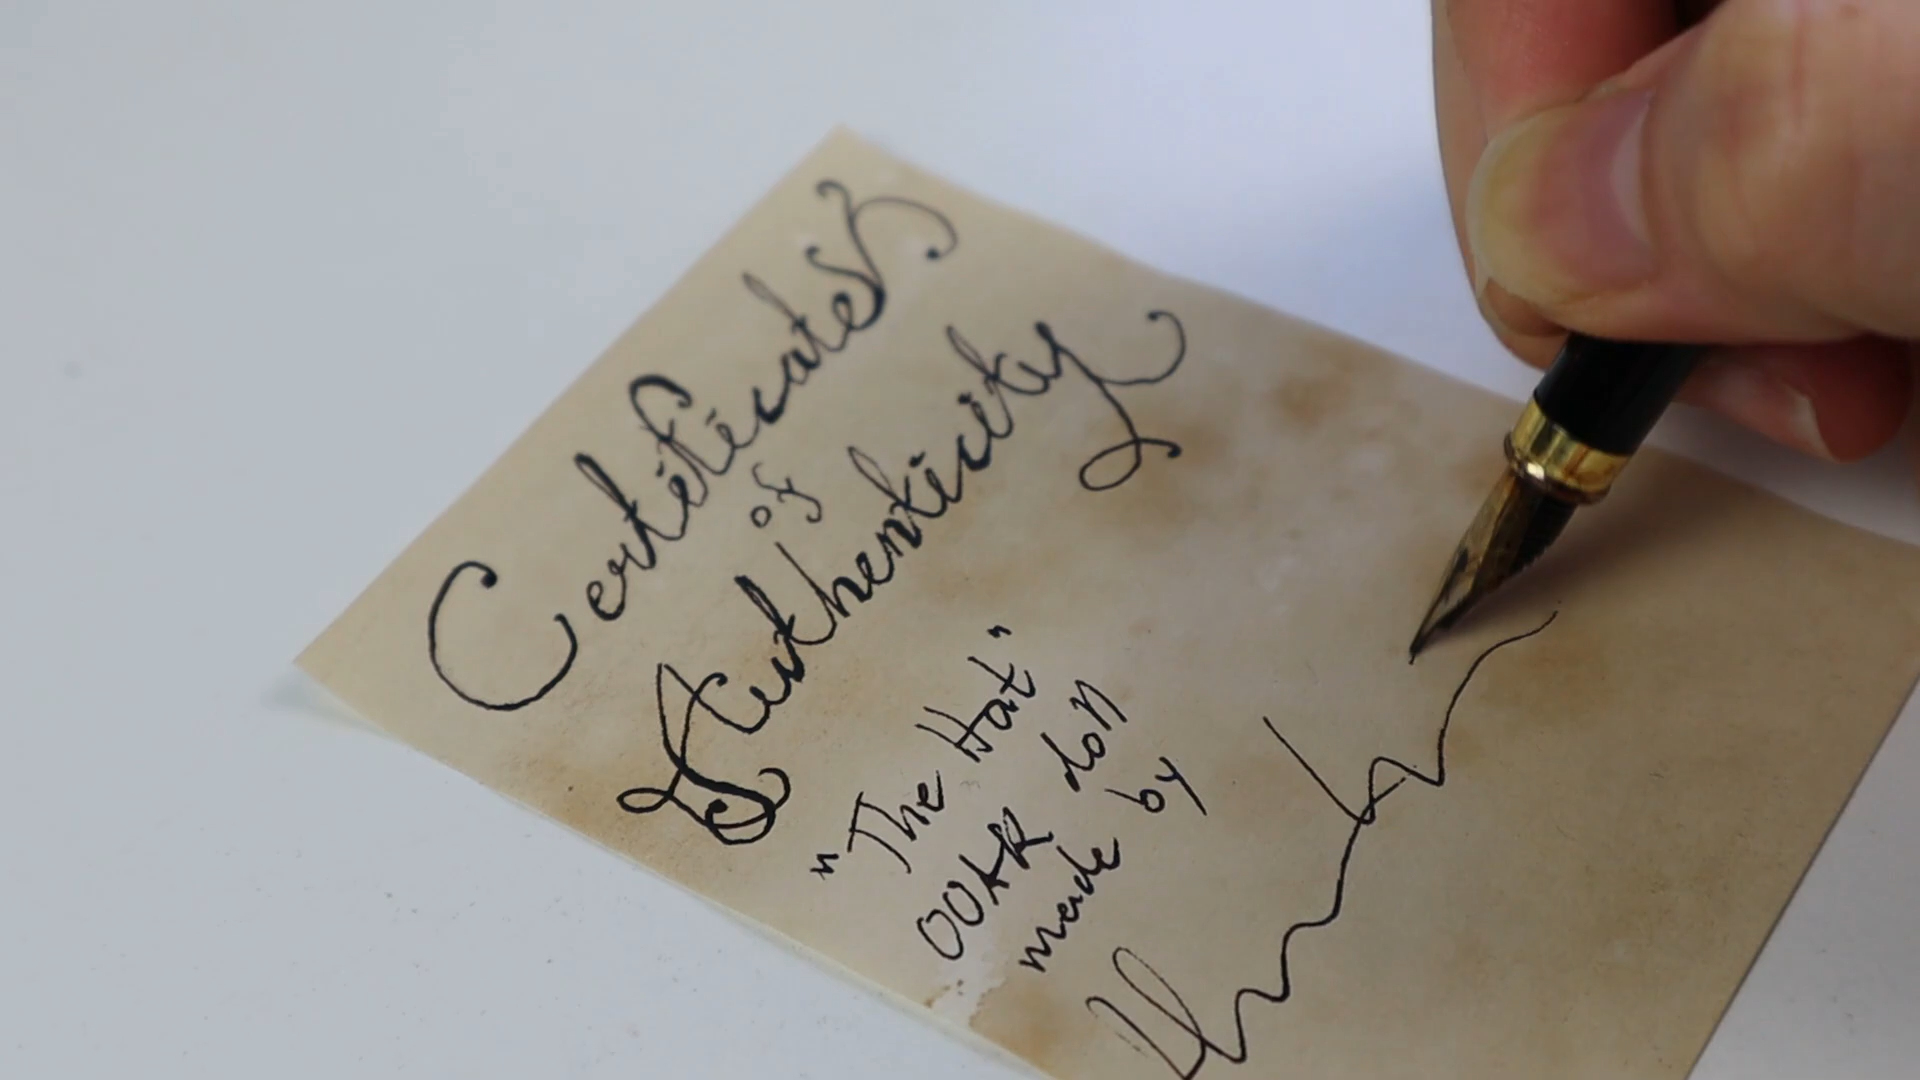 Certificate
of
Authenticity
"The Hat"
OOAK doll
made by